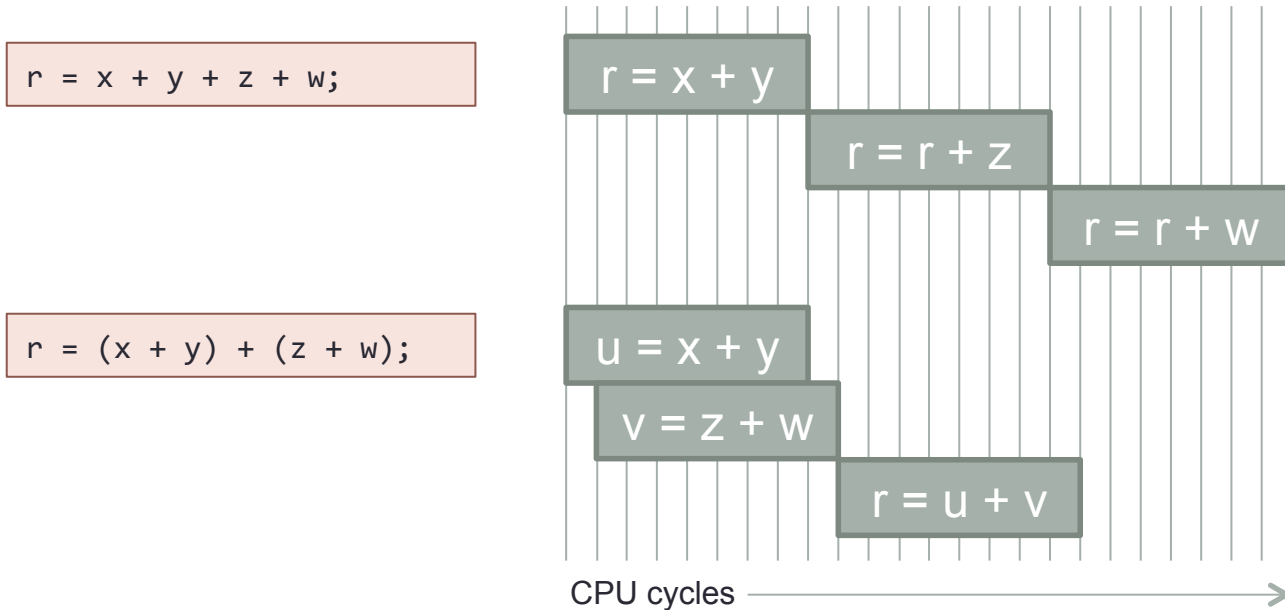 r = x + y + z + w;
r = x + y
r = r + z
r = r + w
r = (x + y) + (z + w);
u = x + y
v = z + w
r = u + v
CPU cycles